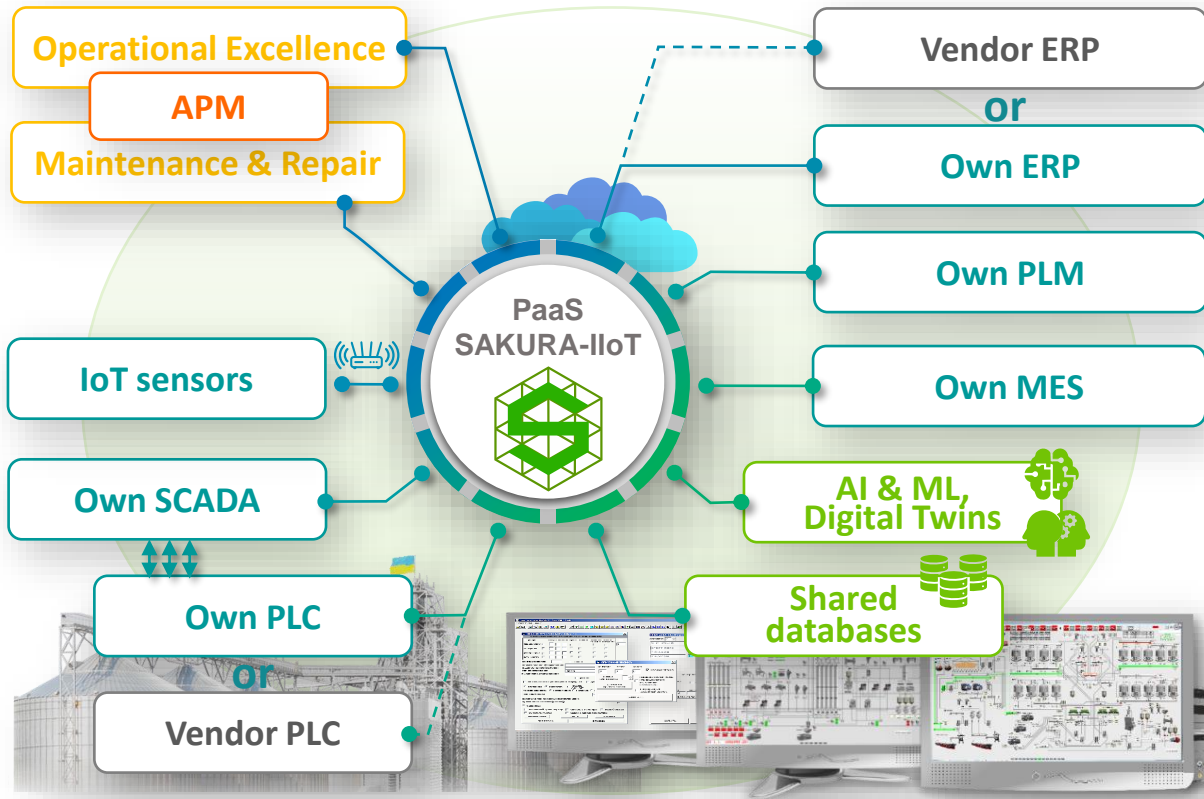 Operational Excellence
APM
Maintenance & Repair
IoT sensors
Own SCADA
Own PLC
or
Vendor PLC
PaaS
SAKURA-IIoT
Vendor ERP
or
Own ERP
Own PLM
Own MES
AI & ML,
Digital Twins
Shared
databases